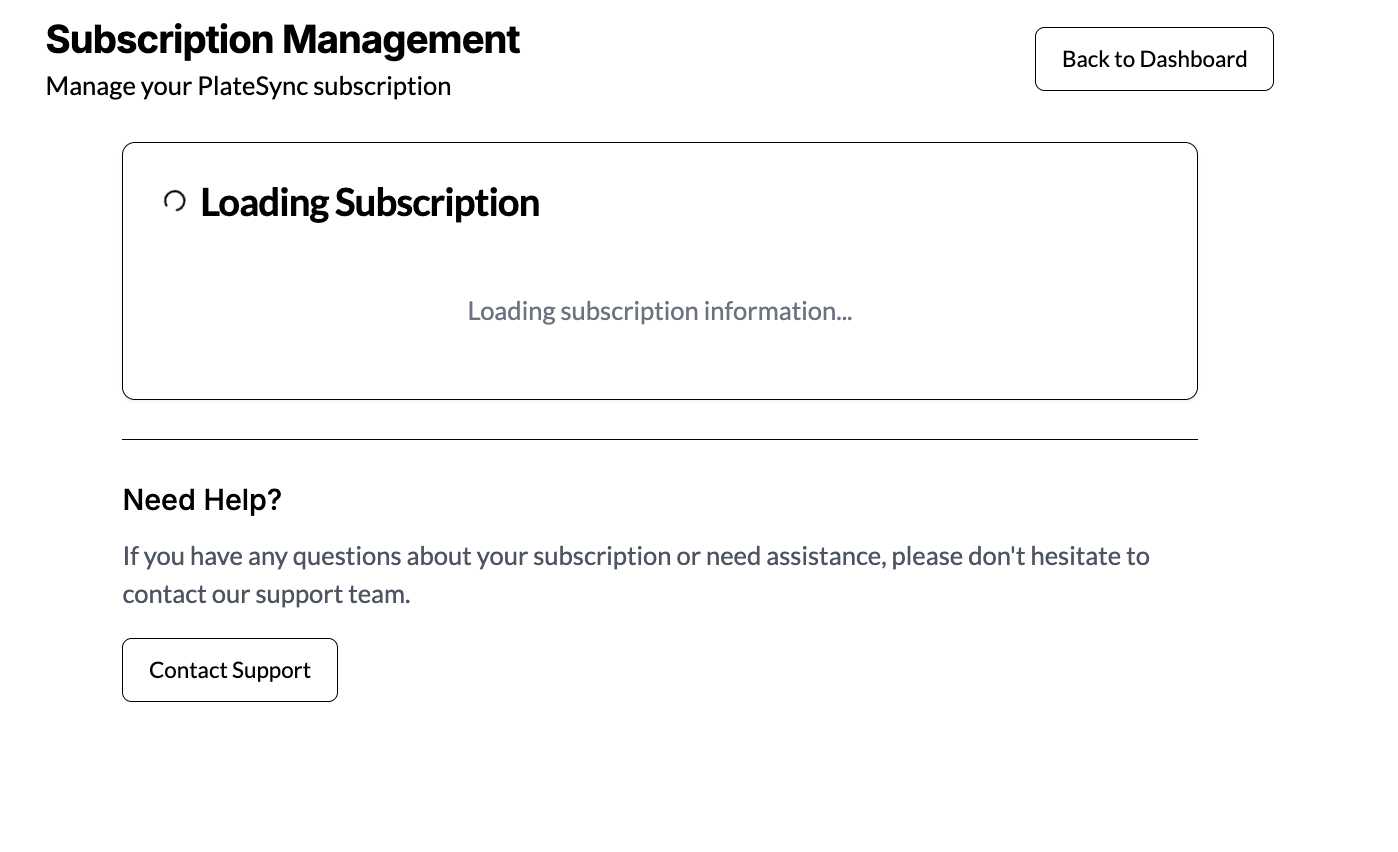 Subscription Management
Manage your PlateSync subscription
Back to Dashboard
Loading Subscription
Loading subscription information...
Need Help?
If you have any questions about your subscription or need assistance, please don't hesitate to
contact our support team.
Contact Support